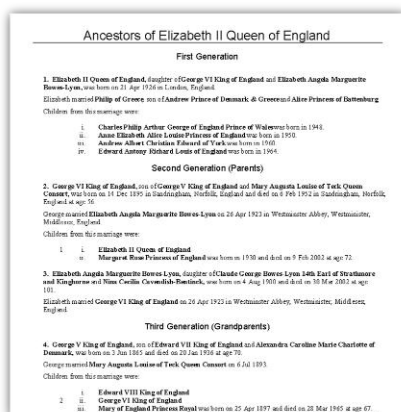 Ancestors of Elizabeth II Queen of England
First Generation
1. Elizabeth II Queen of England, daughter of George VI King of England and Elizabeth Angela Marguerite
Bowes-Lyon, was born on 21 Apr 1926 in London, England.
Elizabeth married Philip of Greece son of Andrew Prince of Denmark & Greece and Alice Princess of Battenburg
Children from this marriage were:
i. Charles Philip Arthur George of England Prince of Wales was born in 1948.
ii. Anne Elizabeth Alice Louise Princess of England was born in 1950.
iii. Andrew Albert Christian Edward of York was born in 1960.
iv. Edward Antony Richard Louis of England was born in 1964.
Second Generation (Parents)
2. George VI King of England, son of George V King of England and Mary Augusta Louise of Teck Queen
Consort, was born on 14 Dec 1895 in Sandringham, Norfolk, England and died on 6 Feb 1952 in Sandringham, Norfolk,
England at age 56.
George married Elizabeth Angela Marguerite Bowes-Lyon on 26 Apr 1923 in Westminster Abbey, Westminister,
Middlesex, England.
Children from this marriage were:
1 i. Elizabeth II Queen of England
ii. Margaret Rose Princess of England was born in 1930 and died on 9 Feb 2002 at age 72.
3. Elizabeth Angela Marguerite Bowes-Lyon, daughter of Claude George Bowes-Lyon 14th Earl of Strathmore
and Kinghorne and Nina Cecilia Cavendish-Bentinck, was born on 4 Aug 1900 and died on 30 Mar 2002 at age
101.
Elizabeth married George VI King of England on 26 Apr 1923 in Westminster Abbey, Westminister, Middlesex,
England.
Third Generation (Grandparents)
4. George V King of England, son of Edward VII King of England and Alexandra Caroline Marie Charlotte of
Denmark, was born on 3 Jun 1865 and died on 20 Jan 1936 at age 70.
George married Mary Augusta Louise of Teck Queen Consort on 6 Jul 1893.
Children from this marriage were:
i. Edward VIII King of England
2 ii. George VI King of England
iii. Mary of England Princess Royal was born on 25 Apr 1897 and died on 28 Mar 1965 at age 67.